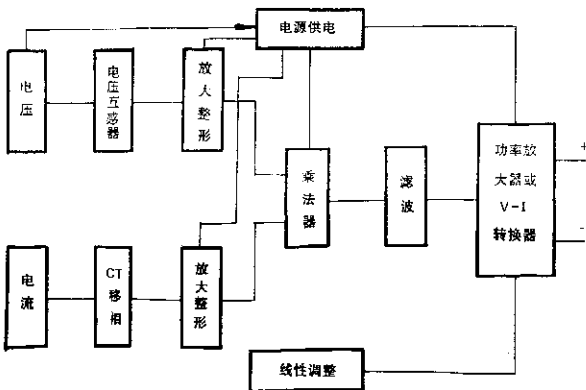 电源供电
电压
电压互感器
放大整形
乘法器
滤波
功率放
大器或
V-I
转换器
+
-
电流
CT
移相
放大整形
线性调整